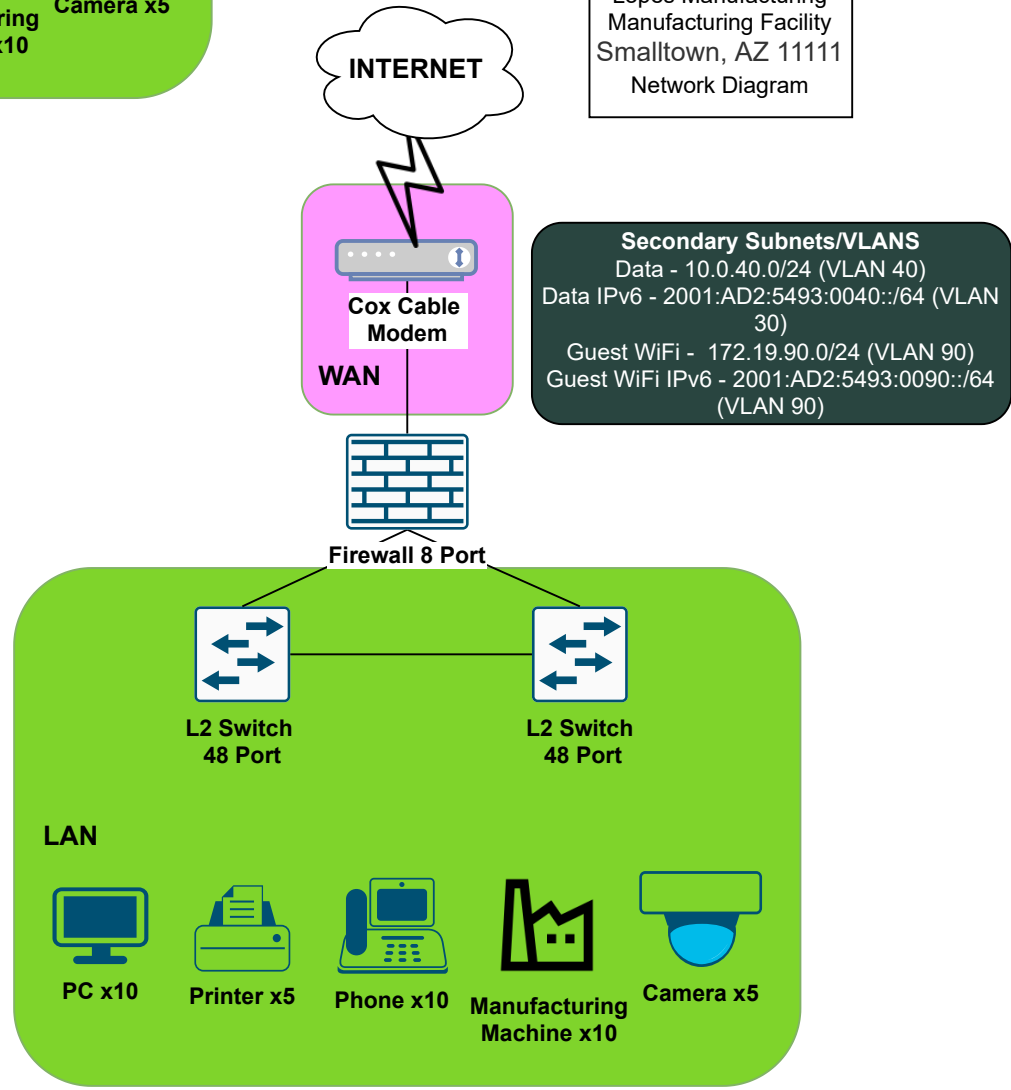 Camera x5
ring
x10
INTERNET
Lopes Manufacturing
Manufacturing Facility
Smalltown, AZ 11111
Network Diagram
Secondary Subnets/VLANS
Data - 10.0.40.0/24 (VLAN 40)
Data IPv6 - 2001:AD2:5493:0040::/64 (VLAN
30)
Guest WiFi - 172.19.90.0/24 (VLAN 90)
Guest WiFi IPv6 - 2001:AD2:5493:0090::/64
(VLAN 90)
Cox Cable
Modem
WAN
Firewall 8 Port
L2 Switch
48 Port
L2 Switch
48 Port
LAN
PC x10
Printer x5
Phone x10
Manufacturing
Machine x10
Camera x5